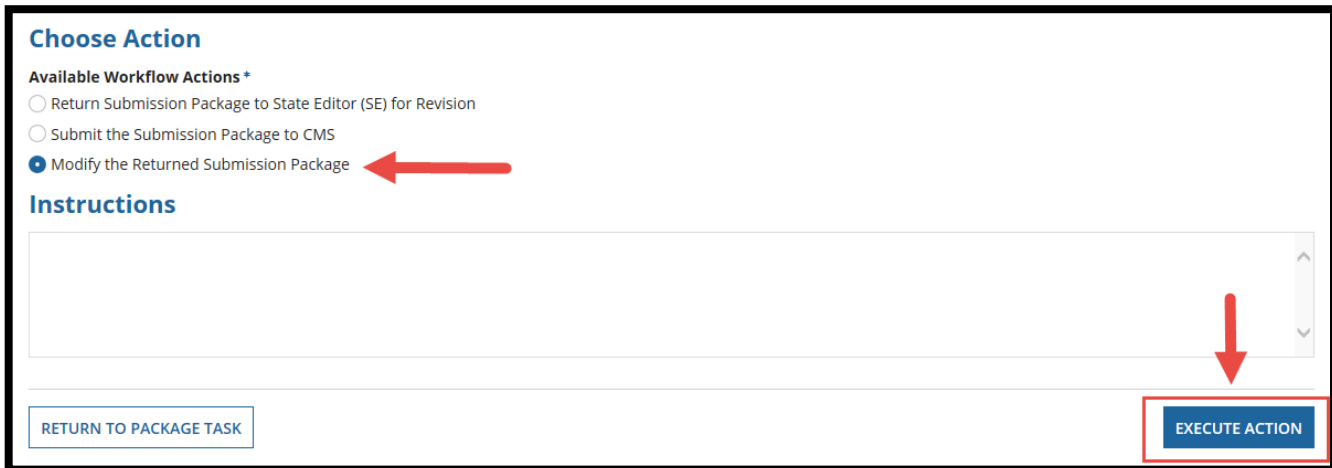 Choose Action
Available Workflow Actions *
Return Submission Package to State Editor (SE) for Revision
Submit the Submission Package to CMS
Modify the Returned Submission Package
Instructions
RETURN TO PACKAGE TASK
EXECUTE ACTION